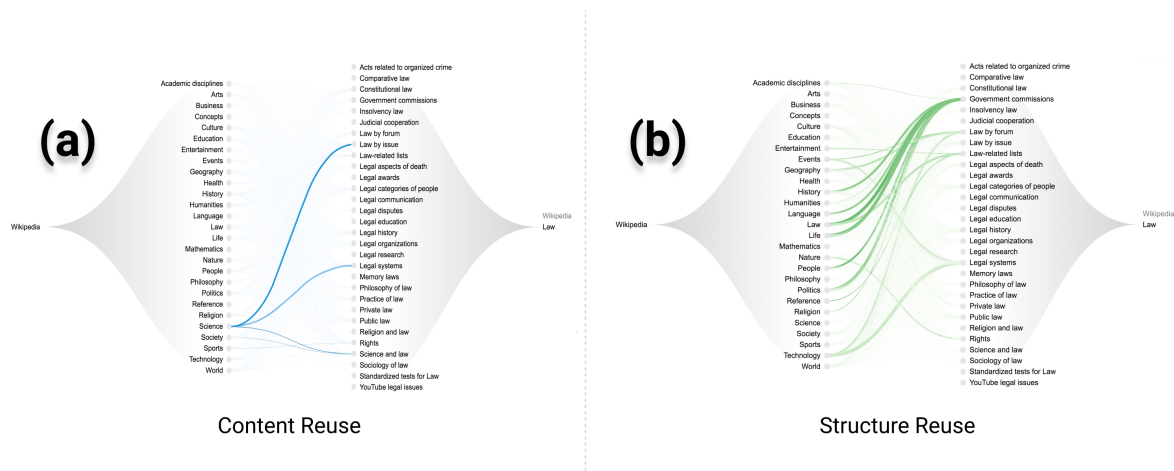 (a)
Wikipedia
Academic disciplines
Arts
Business
Concepts
Culture
Education
Entertainment
Events
Geography
Health
History
Humanities
Language
Law
Life
Mathematics
Nature
People
Philosophy
Politics
Reference
Religion
Science
Society
Sports
Technology
World
Acts related to organized crime
Comparative law
Constitutional law
Government commissions
Insolvency law
Judicial cooperation
Law by forum
Law by issue
Law-related lists
Legal aspects of death
Legal awards
Legal categories of people
Legal communication
Legal disputes
Legal education
Legal history
Legal organizations
Legal research
Legal systems
Memory laws
Philosophy of law
Practice of law
Private law
Public law
Religion and law
Rights
Science and law
Sociology of law
Standardized tests for Law
YouTube legal issues
Wikipedia
Law
Content Reuse
(b)
Wikipedia
Academic disciplines
Arts
Business
Concepts
Culture
Education
Entertainment
Events
Geography
Health
History
Humanities
Language
Law
Life
Mathematics
Nature
People
Philosophy
Politics
Reference
Religion
Science
Society
Sports
Technology
World
Acts related to organized crime
Comparative law
Constitutional law
Government commissions
Insolvency law
Judicial cooperation
Law by forum
Law by issue
Law-related lists
Legal aspects of death
Legal awards
Legal categories of people
Legal communication
Legal disputes
Legal education
Legal history
Legal organizations
Legal research
Legal systems
Memory laws
Philosophy of law
Practice of law
Private law
Public law
Religion and law
Rights
Science and law
Sociology of law
Standardized tests for Law
YouTube legal issues
Wikipedia
Law
Structure Reuse